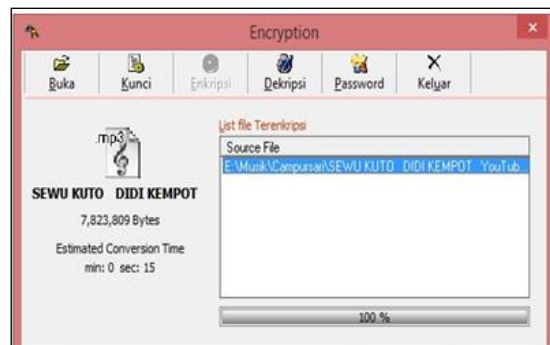 Encryption
Buka Kunci Enkripsi Dekripsi Password Keluar
List file Terenkripsi
Source File
E:\Musik\Campursari\SEWU KUTO DIDI KEMPOT YouTub
.mp3
SEWU KUTO DIDI KEMPOT
7,823,809 Bytes
Estimated Conversion Time
min: 0 sec: 15
100 %